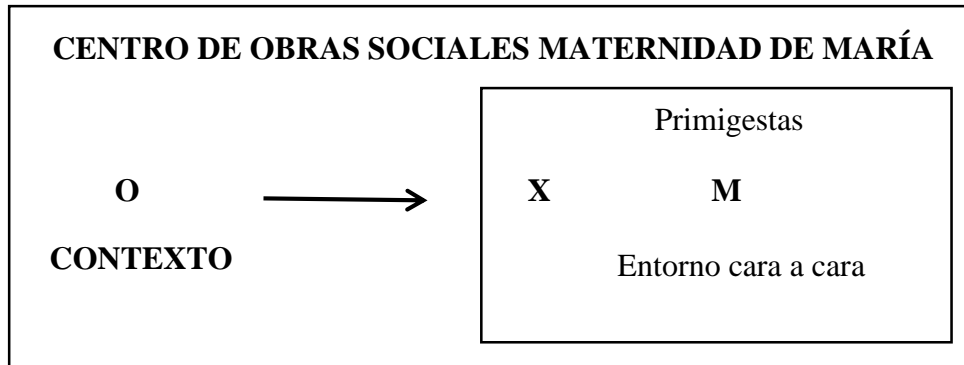 CENTRO DE OBRAS SOCIALES MATERNIDAD DE MARÍA
Primigestas
O X M
CONTEXTO
Entorno cara a cara